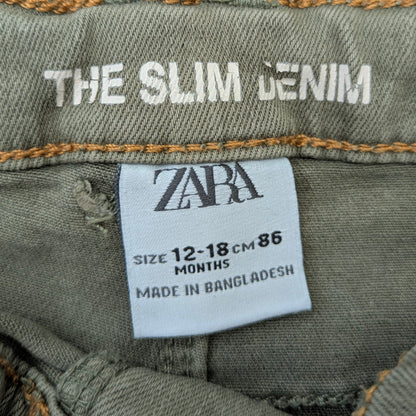 THE SLIM DENIM
ZARA
SIZE 12-18 CM 86
MONTHS
MADE IN BANGLADESH